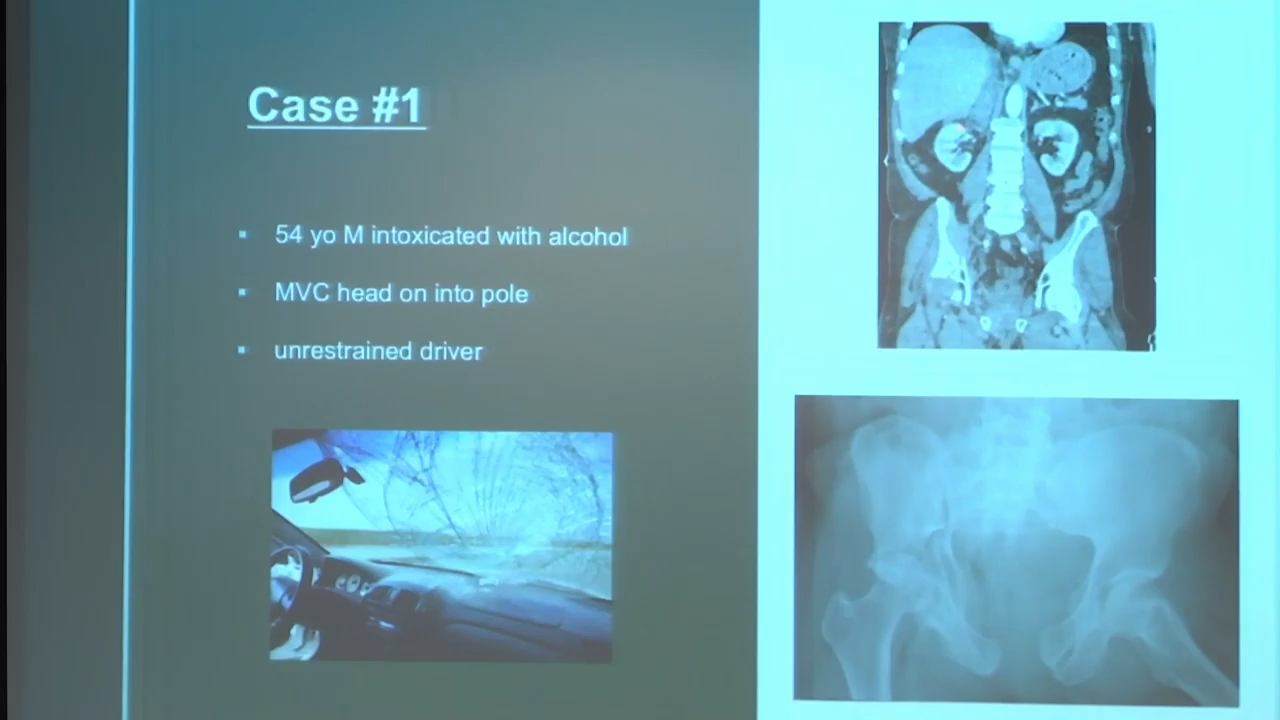 Case #1
54 yo M intoxicated with alcohol
MVC head on into pole
unrestrained driver